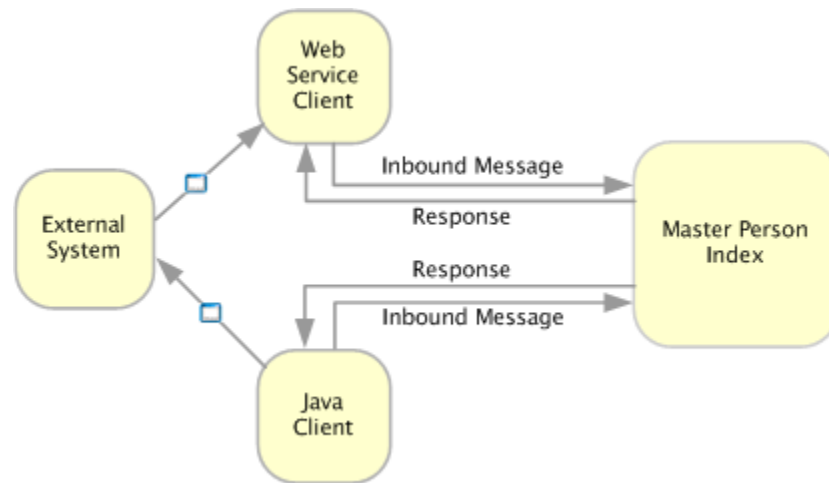 Web
Service
Client
Inbound Message
Response
External
System
Master Person
Index
Response
Inbound Message
Java
Client